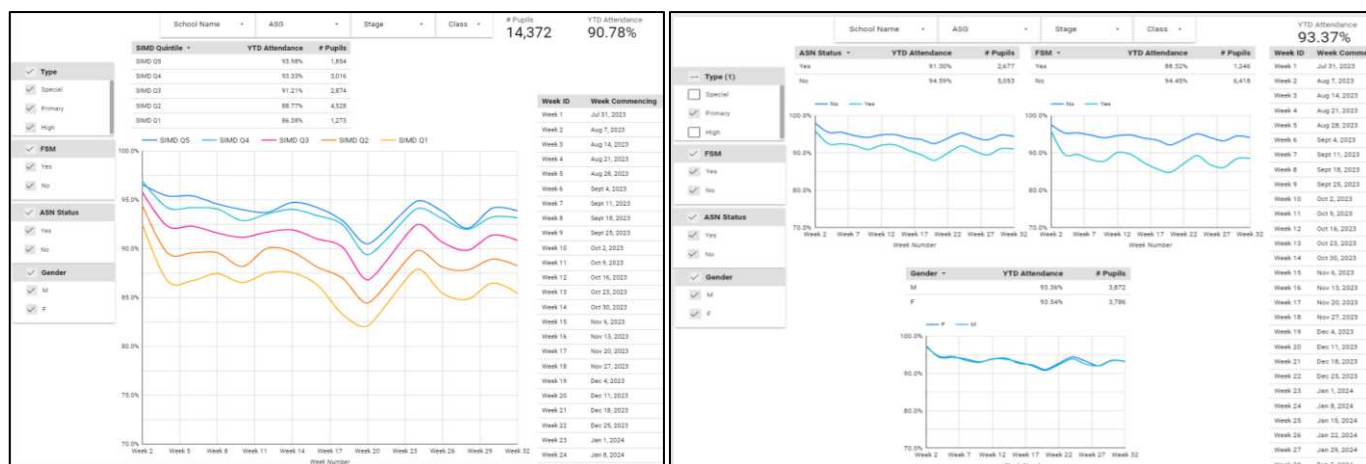 School Name ASG Stage Class
# Pupils YTD Attendance
14,372 90.78%
SIMD Quintile YTD Attendance # Pupils
SIMD Q5 93.98% 1,894
SIMD Q4 93.33% 3,016
SIMD Q3 91.21% 2,874
SIMD Q2 88.77% 4,528
SIMD Q1 86.38% 1,273
Type
Special
Primary
High
FSM
Yes
No
ASN Status
Yes
No
Gender
M
F
SIMD Q5 SIMD Q4 SIMD Q3 SIMD Q2 SIMD Q1
100.0%
95.0%
90.0%
85.0%
80.0%
75.0%
70.0%
Week 2 Week 5 Week 8 Week 11 Week 14 Week 17 Week 20 Week 23 Week 26 Week 29 Week 32
Week Number
Week ID Week Commencing
Week 1 Jul 31, 2023
Week 2 Aug 7, 2023
Week 3 Aug 14, 2023
Week 4 Aug 21, 2023
Week 5 Aug 28, 2023
Week 6 Sept 4, 2023
Week 7 Sept 11, 2023
Week 8 Sept 18, 2023
Week 9 Sept 25, 2023
Week 10 Oct 2, 2023
Week 11 Oct 9, 2023
Week 12 Oct 16, 2023
Week 13 Oct 23, 2023
Week 14 Oct 30, 2023
Week 15 Nov 6, 2023
Week 16 Nov 13, 2023
Week 17 Nov 20, 2023
Week 18 Nov 27, 2023
Week 19 Dec 4, 2023
Week 20 Dec 11, 2023
Week 21 Dec 18, 2023
Week 22 Dec 25, 2023
Week 23 Jan 1, 2024
Week 24 Jan 8, 2024
School Name ASG Stage Class
YTD Attendance
93.37%
Type (1)
Special
Primary
High
FSM
Yes
No
ASN Status
Yes
No
Gender
M
F
ASN Status YTD Attendance # Pupils
Yes 91.30% 2,677
No 94.59% 5,053
No Yes
100.0%
90.0%
80.0%
70.0%
Week 2 Week 7 Week 12 Week 17 Week 22 Week 27 Week 32
Week Number
FSM YTD Attendance # Pupils
Yes 88.52% 1,246
No 94.45% 6,418
No Yes
100.0%
90.0%
80.0%
70.0%
Week 2 Week 7 Week 12 Week 17 Week 22 Week 27 Week 32
Week Number
Gender YTD Attendance # Pupils
M 93.36% 3,872
F 93.54% 3,786
F M
100.0%
90.0%
80.0%
70.0%
Week 2 Week 7 Week 12 Week 17 Week 22 Week 27 Week 32
Week ID Week Comme
Week 1 Jul 31, 2023
Week 2 Aug 7, 2023
Week 3 Aug 14, 2023
Week 4 Aug 21, 2023
Week 5 Aug 28, 2023
Week 6 Sept 4, 2023
Week 7 Sept 11, 2023
Week 8 Sept 18, 2023
Week 9 Sept 25, 2023
Week 10 Oct 2, 2023
Week 11 Oct 9, 2023
Week 12 Oct 16, 2023
Week 13 Oct 23, 2023
Week 14 Oct 30, 2023
Week 15 Nov 6, 2023
Week 16 Nov 13, 2023
Week 17 Nov 20, 2023
Week 18 Nov 27, 2023
Week 19 Dec 4, 2023
Week 20 Dec 11, 2023
Week 21 Dec 18, 2023
Week 22 Dec 25, 2023
Week 23 Jan 1, 2024
Week 24 Jan 8, 2024
Week 25 Jan 15, 2024
Week 26 Jan 22, 2024
Week 27 Jan 29, 2024